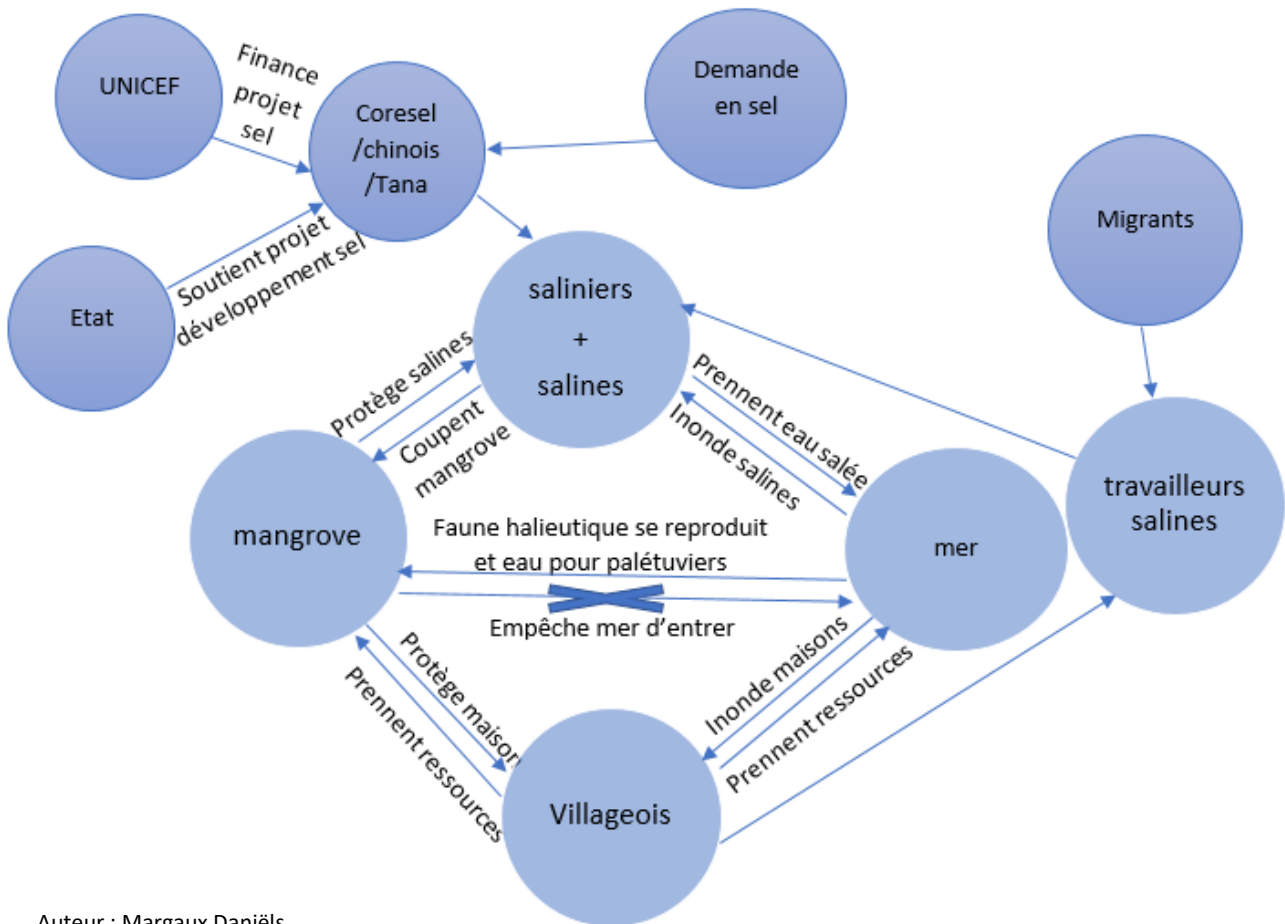 UNICEF
Finance
projet
sel
Coresel
/chinois
/Tana
Demande
en sel
Migrants
Etat
Soutient projet
développement sel
saliniers
+
salines
Protège salines
Coupent
mangrove
Prennent eau salée
Inonde salines
mangrove
Faune halieutique se reproduit
et eau pour palétuviers
Empêche mer d'entrer
mer
travailleurs
salines
Protège maisons
Prennent ressources
Inonde maisons
Prennent ressources
Villageois
Auteur : Margaux Daniëls